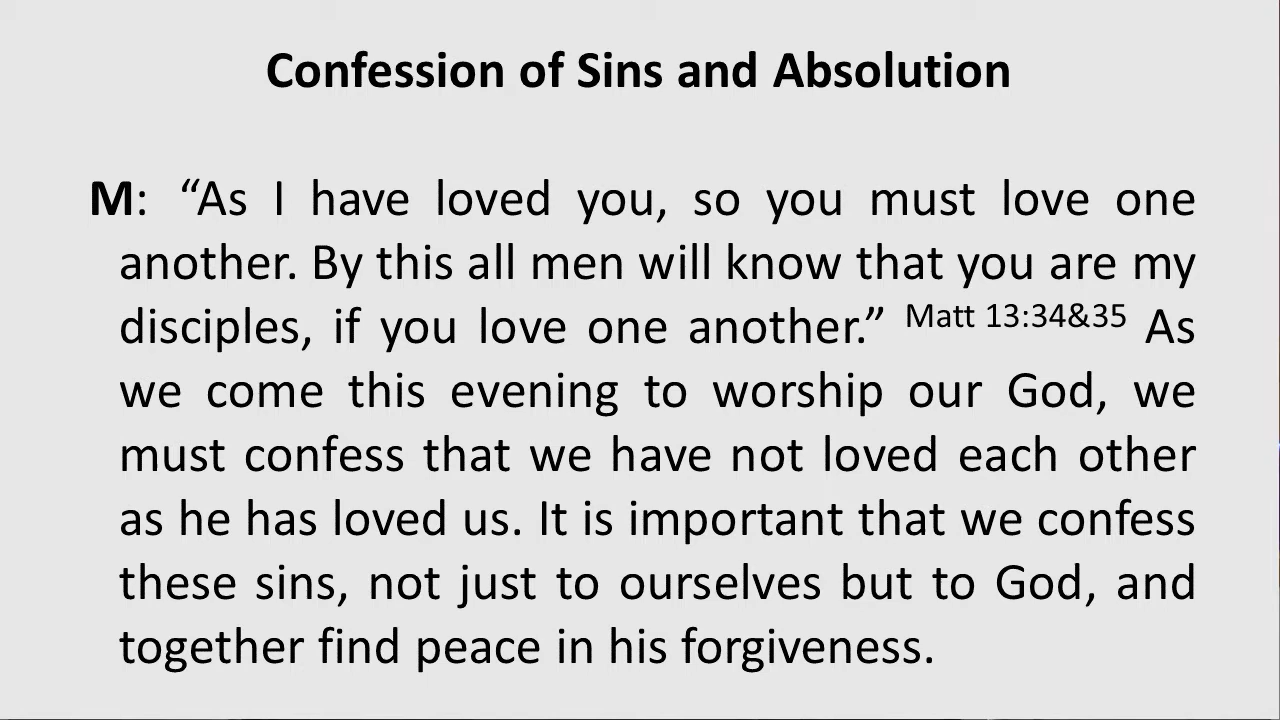 Confession of Sins and Absolution
M: “As I have loved you, so you must love one
another. By this all men will know that you are my
disciples, if you love one another.” Matt 13:34&35 As
we come this evening to worship our God, we
must confess that we have not loved each other
as he has loved us. It is important that we confess
these sins, not just to ourselves but to God, and
together find peace in his forgiveness.